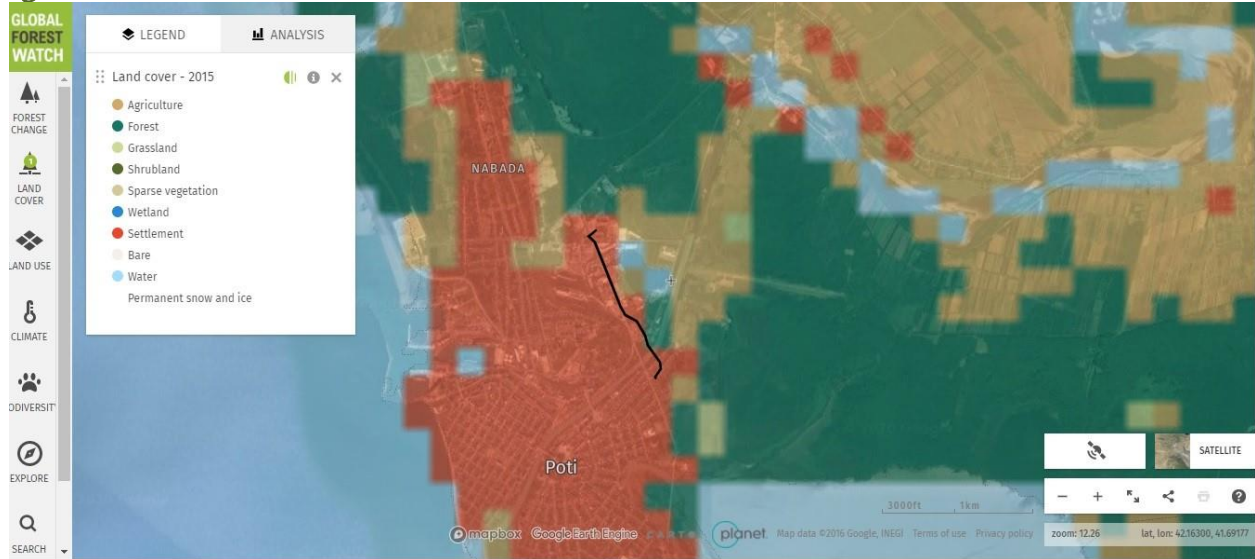 GLOBAL
FOREST
WATCH
FOREST
CHANGE
1
LAND
COVER
LAND USE
CLIMATE
ODIVERSIT
EXPLORE
SEARCH
LEGEND
ANALYSIS
Land cover - 2015
Agriculture
Forest
Grassland
Shrubland
Sparse vegetation
Wetland
Settlement
Bare
Water
Permanent snow and ice
NABADA
Poti
SATELLITE
3000ft 1km
mapbox Google Earth Engine CARTO planet. Map data ©2016 Google, INEGI Terms of use Privacy policy
zoom: 12.26 lat, lon: 42.16300, 41.69177